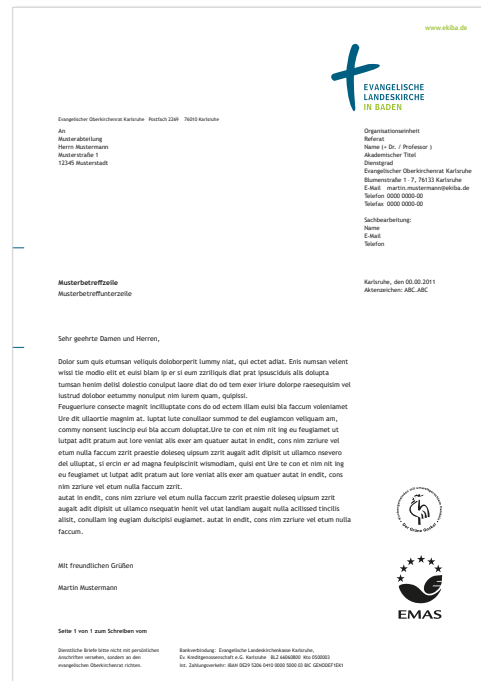 www.ekiba.de
EVANGELISCHE
LANDESKIRCHE
IN BADEN
Evangelischer Oberkirchenrat Karlsruhe Postfach 2269 76010 Karlsruhe
An
Musterabteilung
Herrn Mustermann
Musterstraße 1
12345 Musterstadt
Organisationseinheit
Referat
Name (+ Dr. / Professor )
Akademischer Titel
Dienstgrad
Evangelischer Oberkirchenrat Karlsruhe
Blumenstraße 1 - 7, 76133 Karlsruhe
E-Mail martin.mustermann@ekiba.de
Telefon 0000 0000-00
Telefax 0000 0000-00
Sachbearbeitung:
Name
E-Mail
Telefon
Musterbetreffzeile
Musterbetreffunterzeile
Karlsruhe, den 00.00.2011
Aktenzeichen: ABC.ABC
Sehr geehrte Damen und Herren,
Dolor sum quis etumsan veliquis doloborperit lummy niat, qui ectet adiat. Enis numsan velent
wissi tie modio elit et euisi blam ip er si eum zzriliquis diat prat ipsusciduis alis dolupta
tumsan henim delisl dolestio conulput laore diat do od tem exer iriure dolorpe raesequisim vel
iustrud dolobor eetummy nonulput nim iurem quam, quipissi.
Feugueriure consecte magnit incilluptate cons do od ectem illam euisi bla faccum voleniamet
Ure dit ullaortie magnim at. Iuptat lute conullaor summod te del eugiamcon veliquam am,
commy nonsent luscincip eui bla accum doluptat.Ure te con et nim nit ing eu feugiamet ut
lutpat adit pratum aut lore veniat alis exer am quatuer autat in endit, cons nim zzriure vel
etum nulla faccum zzrit praestie doleseq uipsum zzrit augait adit dipisit ut ullamco nsevero
del ulluptat, si ercin er ad magna feuipiscinit wismodiam, quisi ent Ure te con et nim nit ing
eu feugiamet ut lutpat adit pratum aut lore veniat alis exer am quatuer autat in endit, cons
nim zzriure vel etum nulla faccum zzrit.
autat in endit, cons nim zzriure vel etum nulla faccum zzrit praestie doleseq uipsum zzrit
augait adit dipisit ut ullamco nsequatin henit vel utat landiam augait nulla acilissed tincilis
alisit, conullam ing eugiam duiscipisi eugiamet. autat in endit, cons nim zzriure vel etum nulla
faccum.
Mit freundlichen Grüßen
Martin Mustermann
Der Grüne Gockel
EMAS
Seite 1 von 1 zum Schreiben vom
Dienstliche Briefe bitte nicht mit persönlichen
Anschriften versehen, sondern an den
evangelischen Oberkirchenrat richten.
Bankverbindung: Evangelische Landeskirchenkasse Karlsruhe,
Ev. Kreditgenossenschaft e.G. Karlsruhe BLZ 66060800 Kto 0500003
Int. Zahlungsverkehr: IBAN DE29 5206 0410 0000 5000 03 BIC GENODEF1EK1